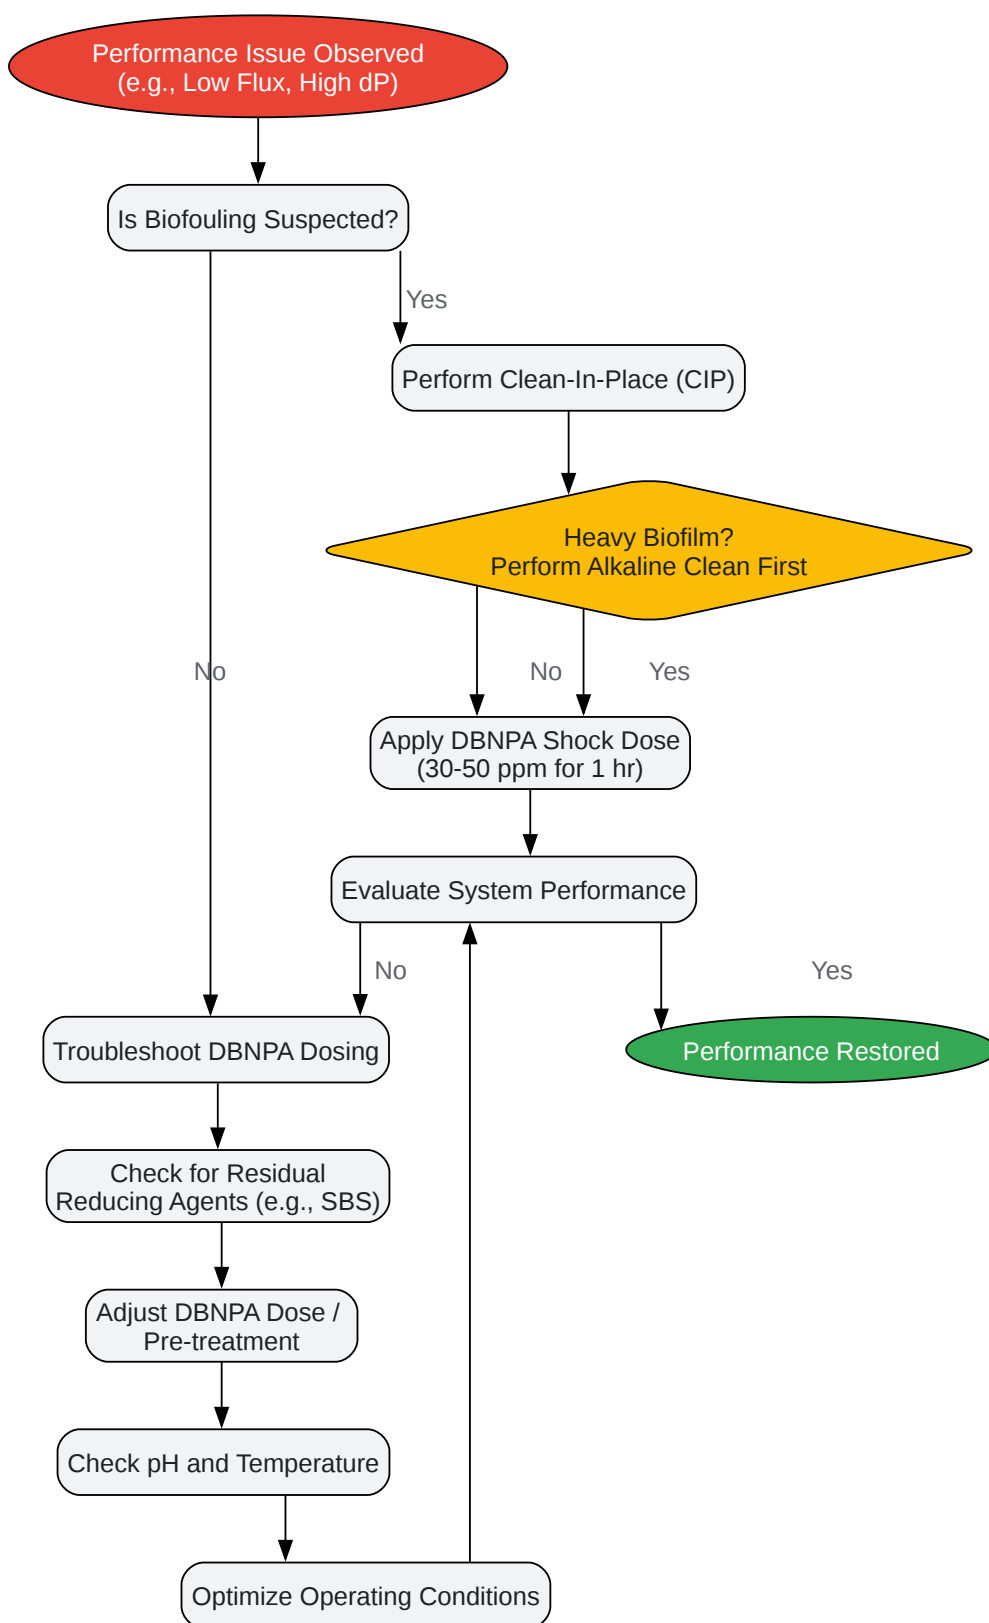 Performance Issue Observed
(e.g., Low Flux, High dP)
Is Biofouling Suspected?
Yes
Perform Clean-In-Place (CIP)
Heavy Biofilm?
Perform Alkaline Clean First
No
No
Yes
Apply DBNPA Shock Dose
(30-50 ppm for 1 hr)
Evaluate System Performance
No
Yes
Troubleshoot DBNPA Dosing
Performance Restored
Check for Residual
Reducing Agents (e.g., SBS)
Adjust DBNPA Dose /
Pre-treatment
Check pH and Temperature
Optimize Operating Conditions